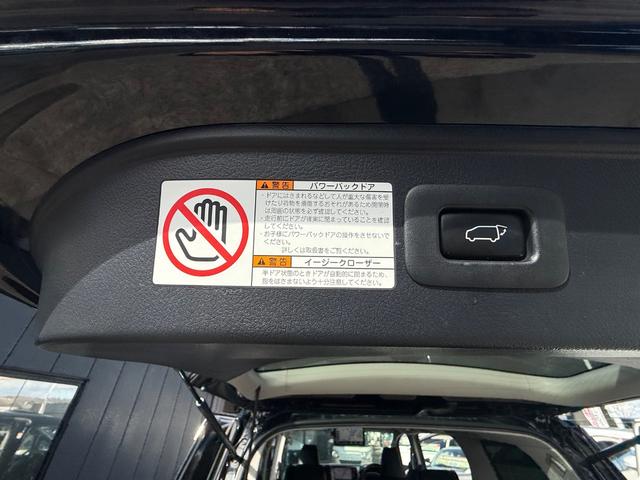 警告 パワーバックドア
・ドアにはさまれるなどして人が重大な傷害を受
けたり荷物を損傷するおそれがあるため開閉時
は周囲の状態を必ず確認してください。
・走行前にドアが確実に閉まっていることを確認
してください。
・お子様にパワーバックドアの操作をさせないで
ください。
詳しくは取扱書をご覧ください。
警告 イージークローザー
半ドア状態のときドアが自動的に閉まるため、
指をはさまないよう十分注意してください。